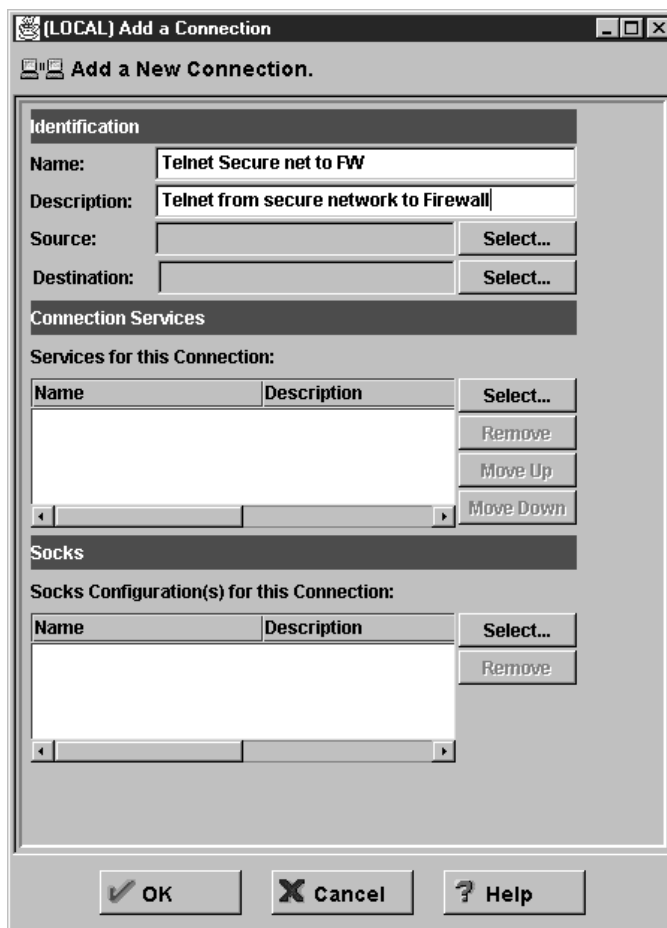 (LOCAL) Add a Connection
Add a New Connection.
Identification
Name: Telnet Secure net to FW
Description: Telnet from secure network to Firewall
Source: Select...
Destination: Select...
Connection Services
Services for this Connection:
Name Description Select...
Remove
Move Up
Move Down
Socks
Socks Configuration(s) for this Connection:
Name Description Select...
Remove
OK Cancel Help